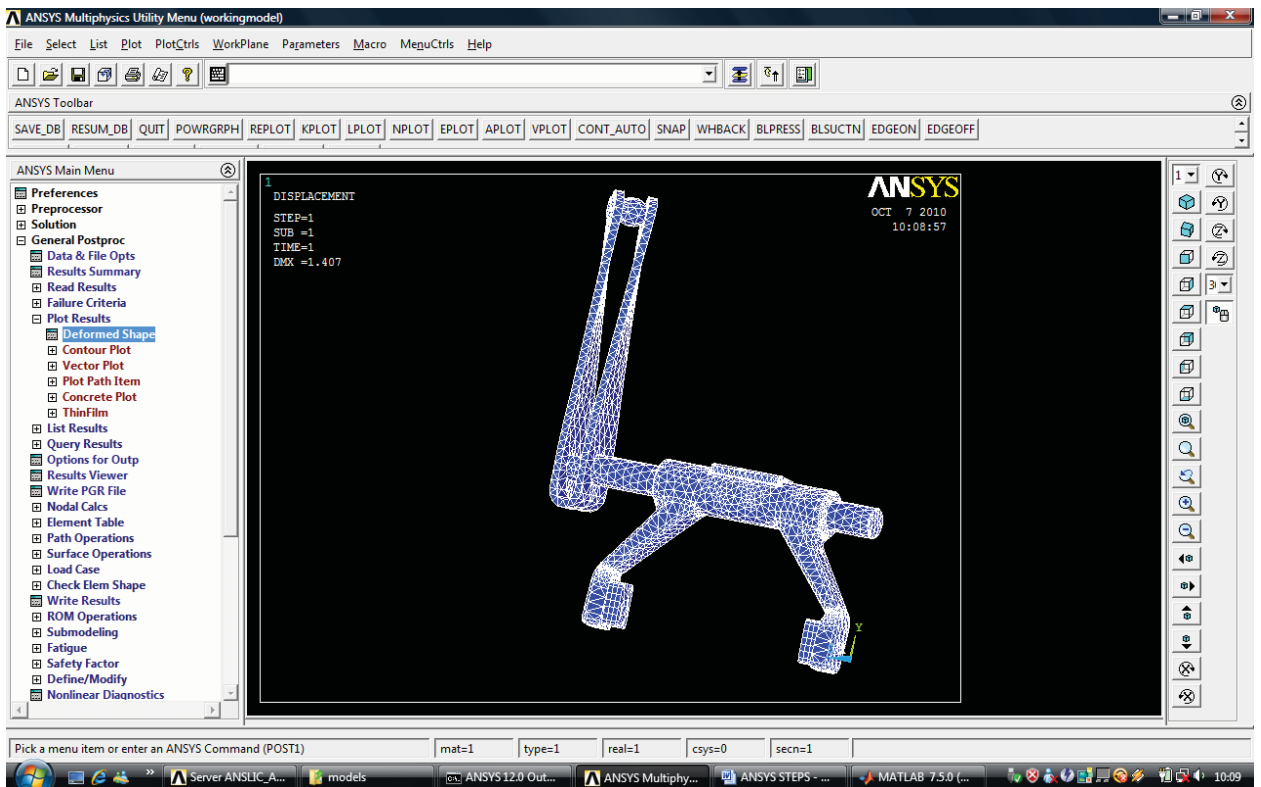 ANSYS Multiphysics Utility Menu (workingmodel)
File Select List Plot PlotCtrls WorkPlane Parameters Macro MenuCtrls Help
ANSYS Toolbar
SAVE_DB RESUM_DB QUIT POWRGRPH REPLOT KPLOT LPLOT NPLOT EPLOT APLOT VPLOT CONT_AUTO SNAP WHBACK BLPRESS BLSUCTN EDGEON EDGEOFF
ANSYS Main Menu
Preferences
Preprocessor
Solution
General Postproc
Data & File Opts
Results Summary
Read Results
Failure Criteria
Plot Results
Deformed Shape
Contour Plot
Vector Plot
Plot Path Item
Concrete Plot
ThinFilm
List Results
Query Results
Options for Outp
Results Viewer
Write PGR File
Nodal Calcs
Element Table
Path Operations
Surface Operations
Load Case
Check Elem Shape
Write Results
ROM Operations
Submodeling
Fatigue
Safety Factor
Define/Modify
Nonlinear Diagnostics
1
DISPLACEMENT
STEP=1
SUB =1
TIME=1
DMX =1.407
ANSYS
OCT 7 2010
10:08:57
Y
1
Pick a menu item or enter an ANSYS Command (POST1)
mat=1 type=1 real=1 csys=0 secn=1
Server ANSLIC_A... models ANSYS 12.0 Out... ANSYS Multiphy... ANSYS STEPS - ... MATLAB 7.5.0 (... 10:09